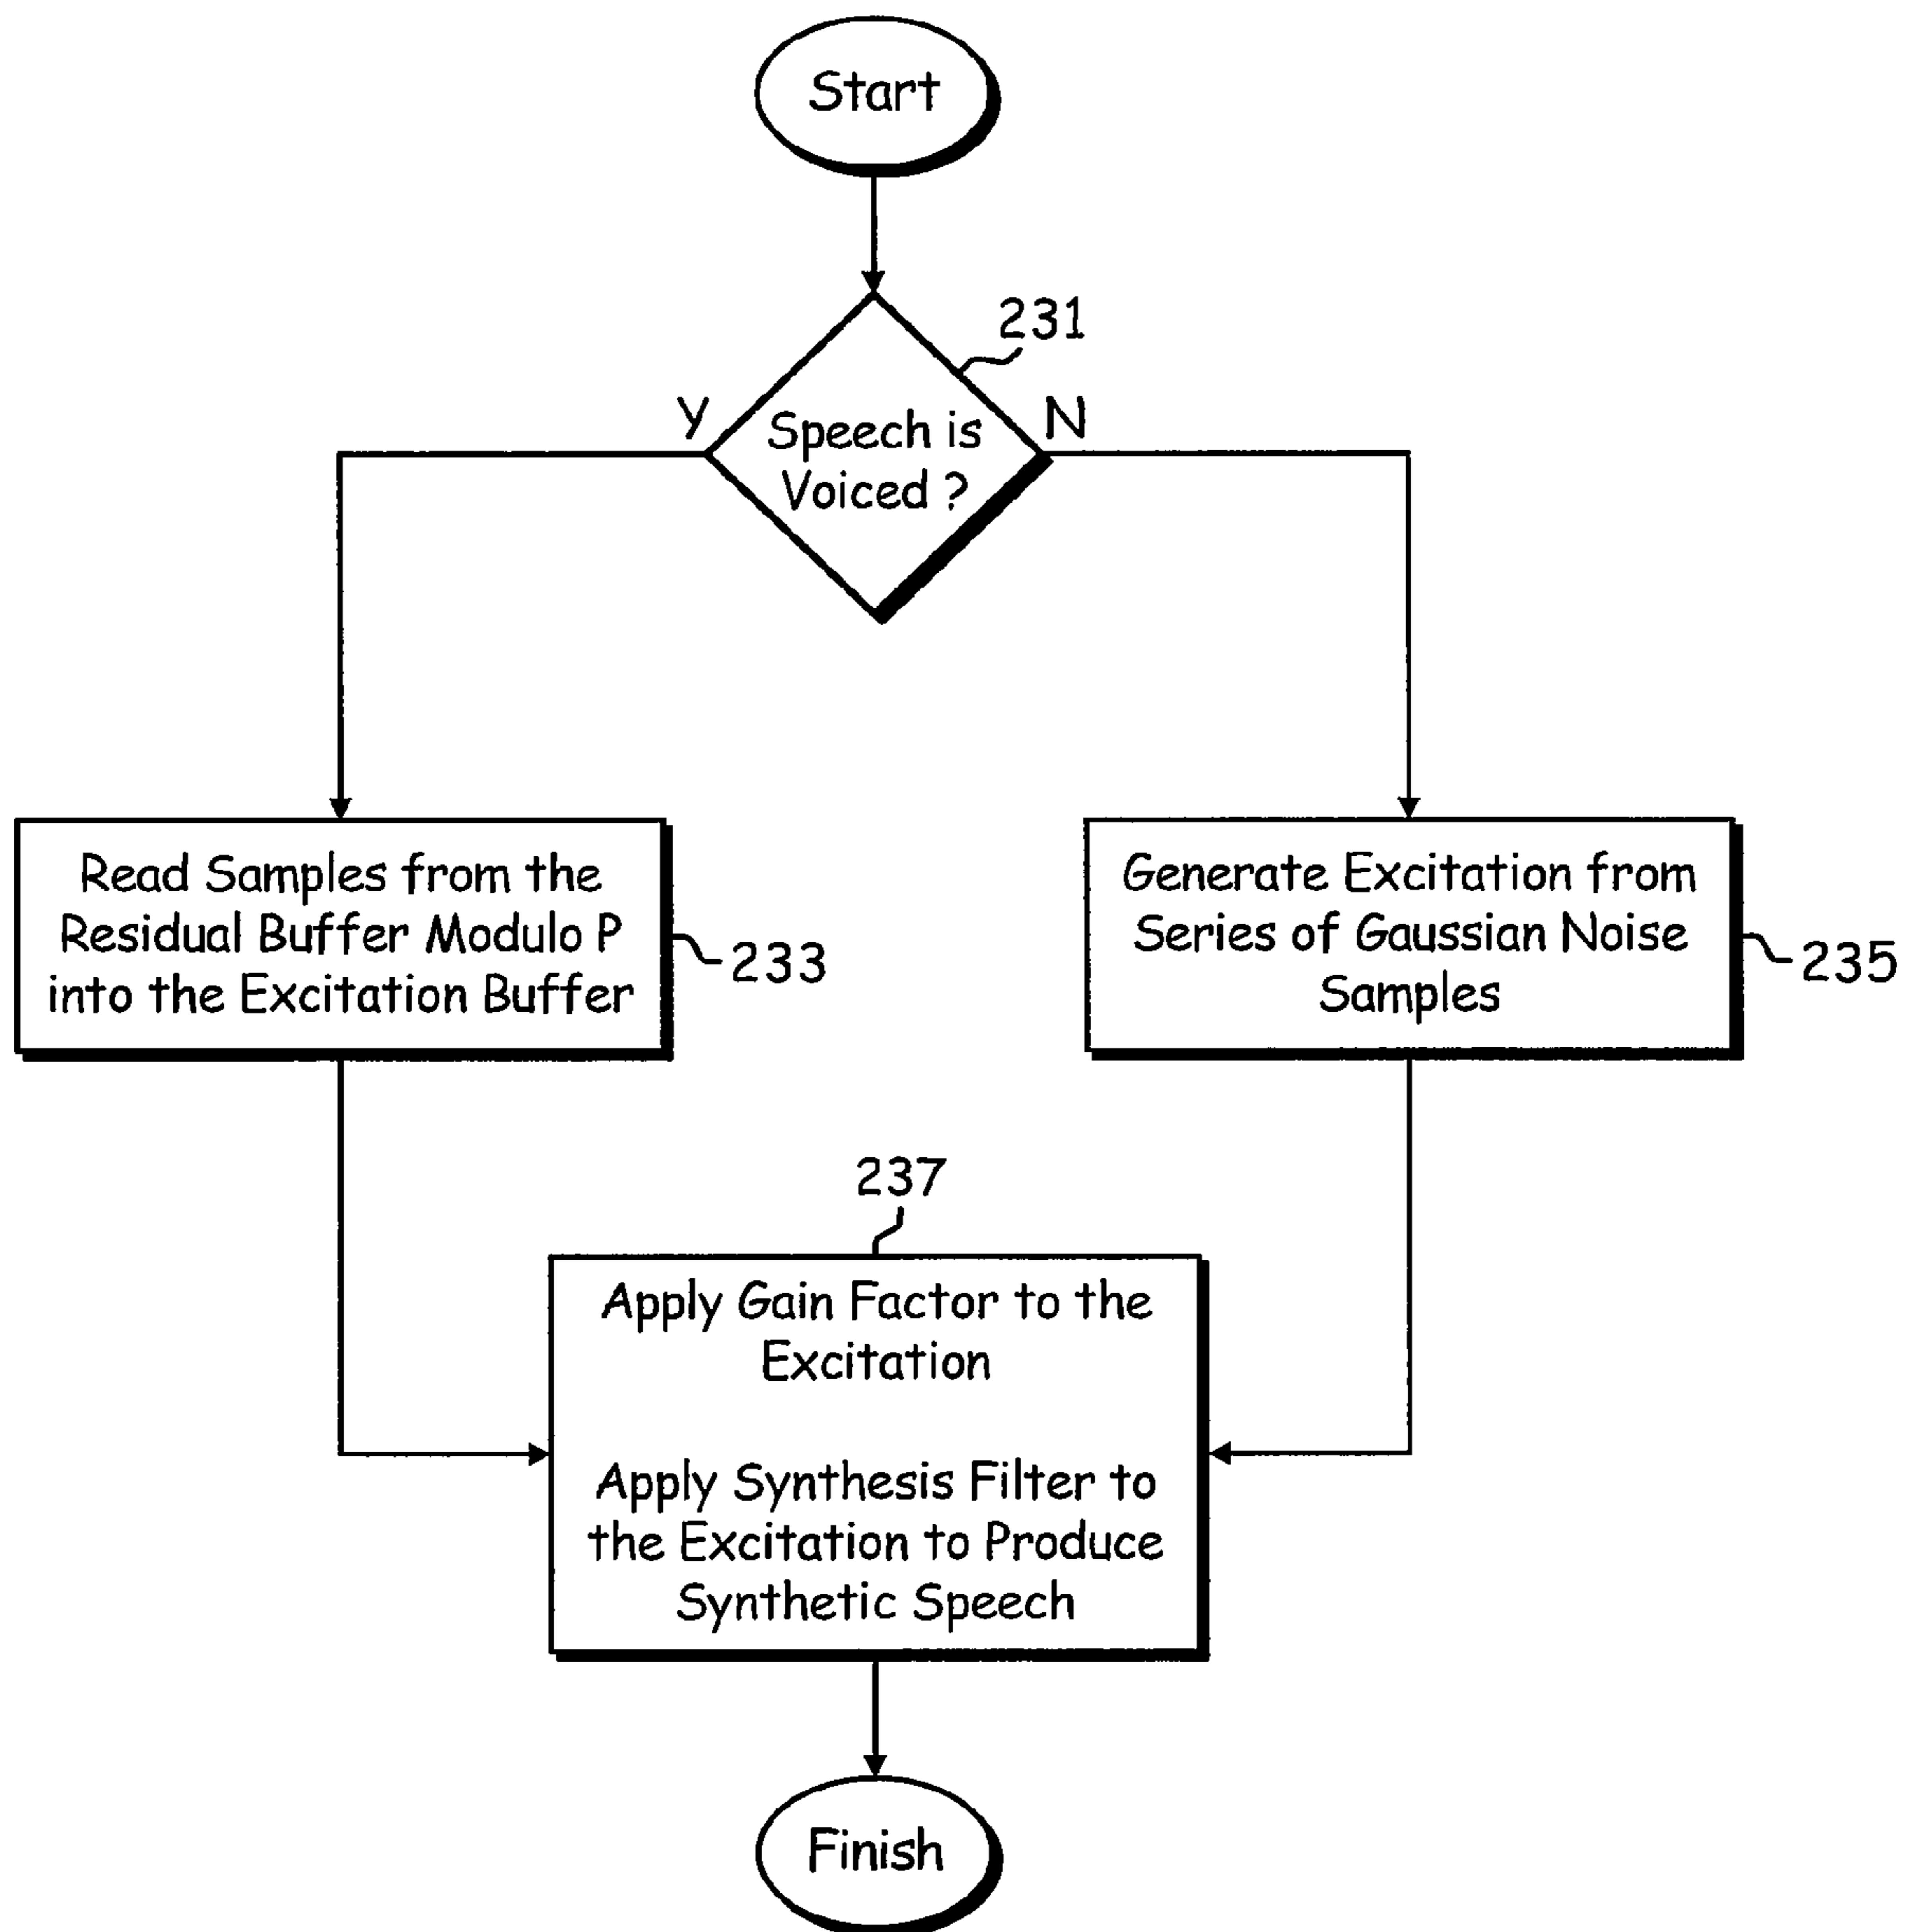 Start
231
Y
N
Speech is
Voiced ?
Read Samples from the
Residual Buffer Modulo P
into the Excitation Buffer
233
Generate Excitation from
Series of Gaussian Noise
Samples
235
237
Apply Gain Factor to the
Excitation
Apply Synthesis Filter to
the Excitation to Produce
Synthetic Speech
Finish